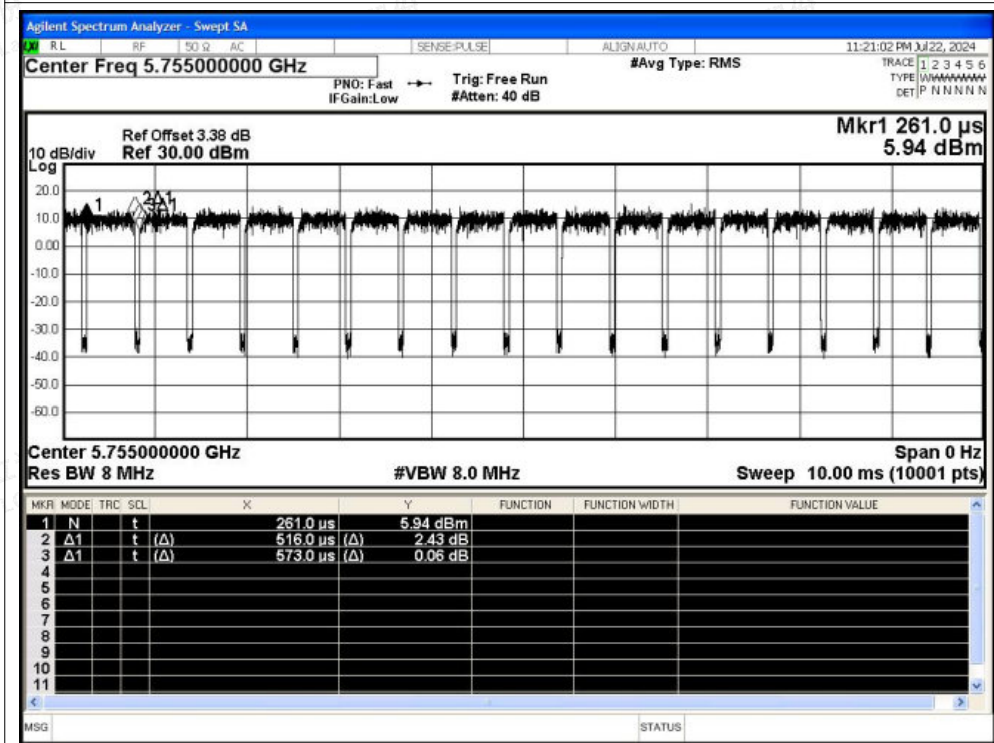 Agilent Spectrum Analyzer - Swept SA
LXI RL RF 50 Ω AC SENSE:PULSE ALIGN AUTO 11:21:02 PM Jul 22, 2024
Center Freq 5.755000000 GHz #Avg Type: RMS TRACE 1 2 3 4 5 6
PNO: Fast Trig: Free Run TYPE WWWWWW
IFGain:Low #Atten: 40 dB DET P N N N N N
Mkr1 261.0 µs
Ref Offset 3.38 dB
10 dB/div Ref 30.00 dBm 5.94 dBm
Log
20.0
1 2Δ1
3Δ1
10.0
0.00
-10.0
-20.0
-30.0
-40.0
-50.0
-60.0
Center 5.755000000 GHz Span 0 Hz
Res BW 8 MHz #VBW 8.0 MHz Sweep 10.00 ms (10001 pts)
MKR MODE TRC SCL X Y FUNCTION FUNCTION WIDTH FUNCTION VALUE
1 N t 261.0 µs 5.94 dBm
2 Δ1 t (Δ) 516.0 µs (Δ) 2.43 dB
3 Δ1 t (Δ) 573.0 µs (Δ) 0.06 dB
4
5
6
7
8
9
10
11
MSG STATUS